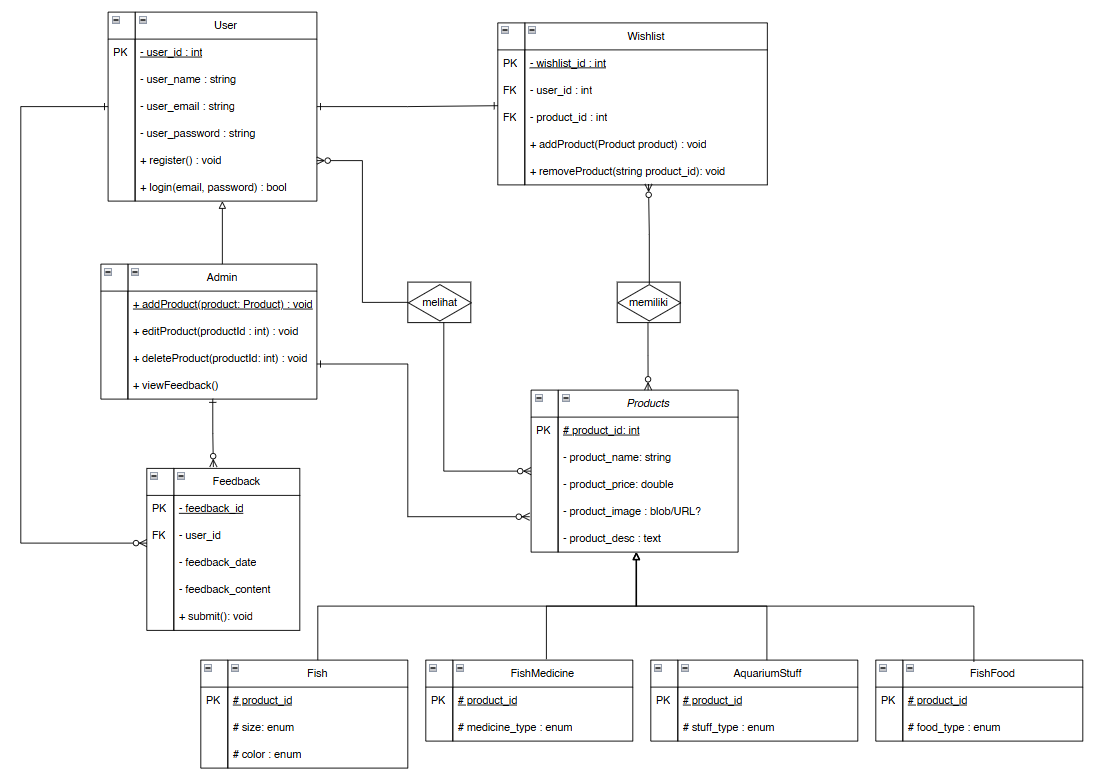 User
PK - user_id : int
- user_name : string
- user_email : string
- user_password : string
+ register() : void
+ login(email, password) : bool
Wishlist
PK - wishlist_id : int
FK - user_id : int
FK - product_id : int
+ addProduct(Product product) : void
+ removeProduct(string product_id): void
Admin
+ addProduct(product: Product) : void
+ editProduct(productId : int) : void
+ deleteProduct(productId: int) : void
+ viewFeedback()
melihat
memiliki
Products
PK # product_id: int
- product_name: string
- product_price: double
- product_image : blob/URL?
- product_desc : text
Feedback
PK - feedback_id
FK - user_id
- feedback_date
- feedback_content
+ submit(): void
Fish
PK # product_id
# size: enum
# color : enum
FishMedicine
PK # product_id
# medicine_type : enum
AquariumStuff
PK # product_id
# stuff_type : enum
FishFood
PK # product_id
# food_type : enum